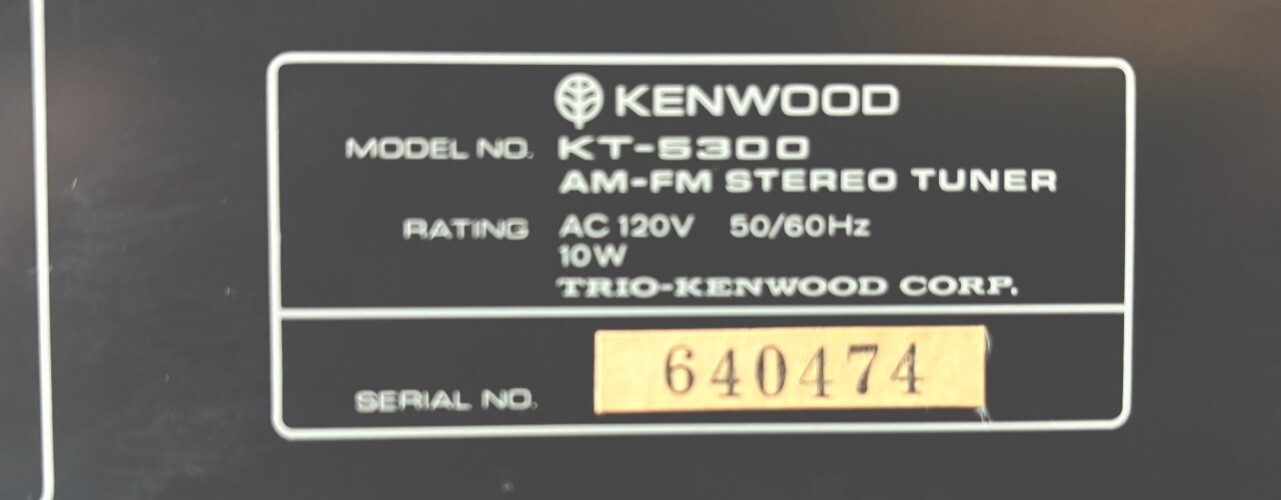 KENWOOD
MODEL NO. KT-5300
AM-FM STEREO TUNER
RATING AC 120V 50/60Hz
10W
TRIO-KENWOOD CORP.
SERIAL NO. 640474